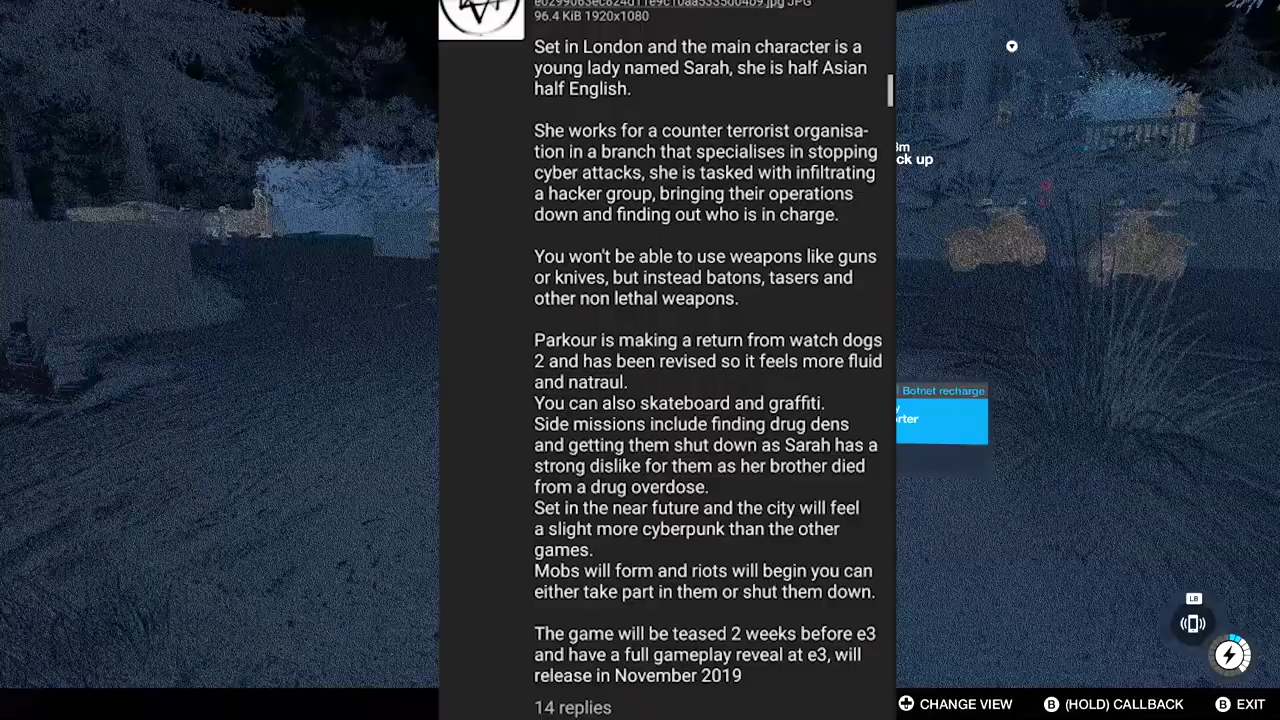 e0299063ec824d11e9c10aa5335d04b9.jpg JPG
96.4 KiB 1920x1080
Set in London and the main character is a
young lady named Sarah, she is half Asian
half English.
She works for a counter terrorist organisa-
tion in a branch that specialises in stopping
cyber attacks, she is tasked with infiltrating
a hacker group, bringing their operations
down and finding out who is in charge.
You won't be able to use weapons like guns
or knives, but instead batons, tasers and
other non lethal weapons.
Parkour is making a return from watch dogs
2 and has been revised so it feels more fluid
and natraul.
You can also skateboard and graffiti.
Side missions include finding drug dens
and getting them shut down as Sarah has a
strong dislike for them as her brother died
from a drug overdose.
Set in the near future and the city will feel
a slight more cyberpunk than the other
games.
Mobs will form and riots will begin you can
either take part in them or shut them down.
The game will be teased 2 weeks before e3
and have a full gameplay reveal at e3, will
release in November 2019
14 replies
8m
ck up
Botnet recharge
y
rter
LB
CHANGE VIEW
B (HOLD) CALLBACK
B EXIT